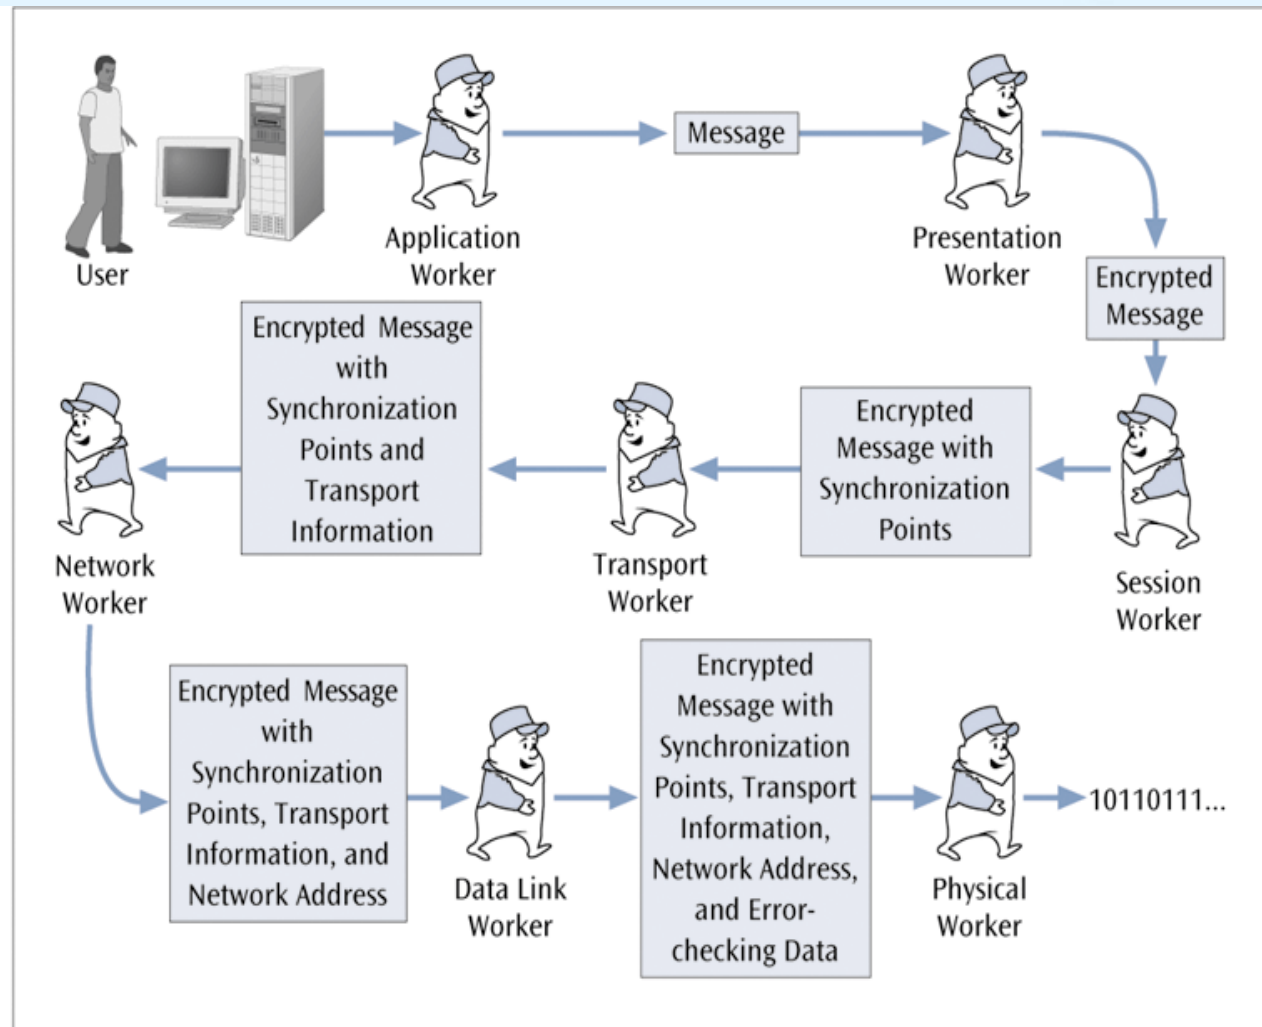 User
Application
Worker
Message
Presentation
Worker
Encrypted
Message
Session
Worker
Encrypted
Message with
Synchronization
Points
Transport
Worker
Encrypted Message
with
Synchronization
Points and
Transport
Information
Network
Worker
Encrypted Message
with
Synchronization
Points, Transport
Information, and
Network Address
Data Link
Worker
Encrypted
Message with
Synchronization
Points, Transport
Information,
Network Address,
and Error-
checking Data
Physical
Worker
10110111...